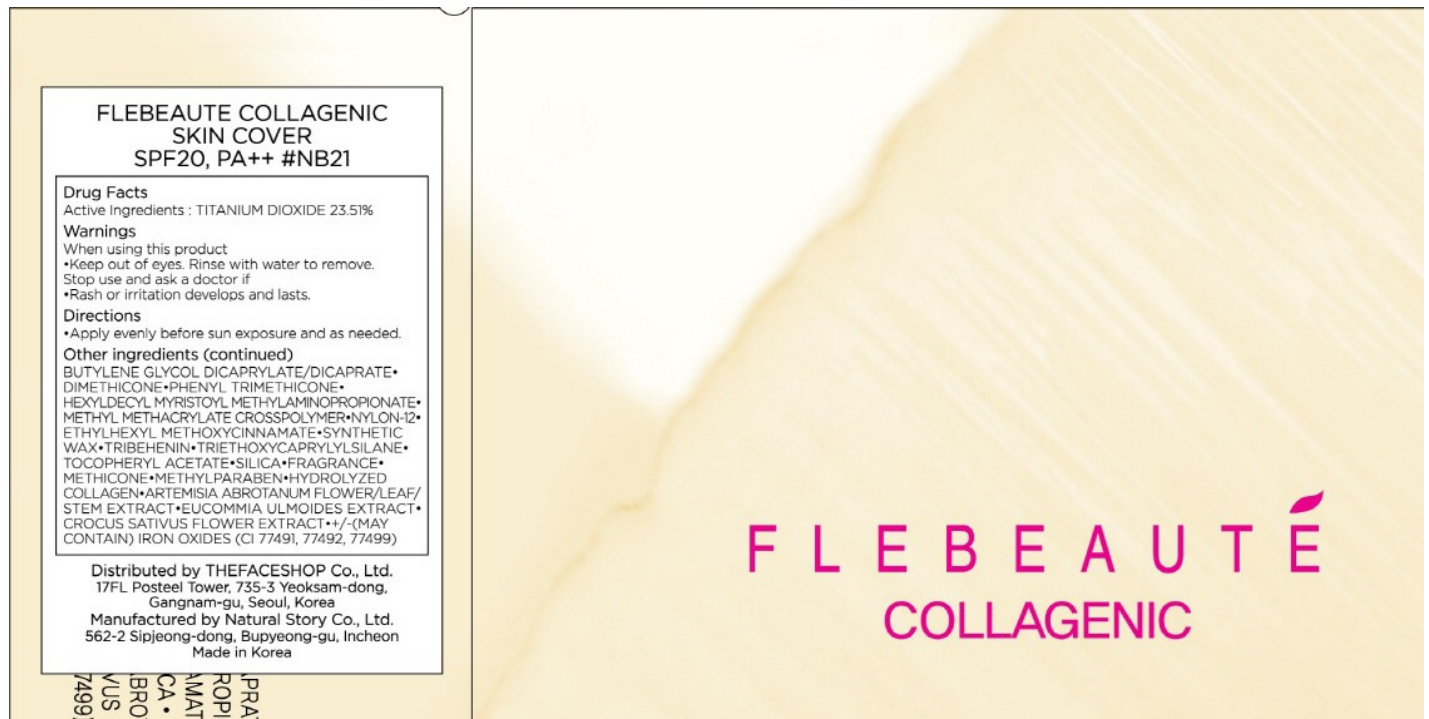 FLEBEAUTE COLLAGENIC
SKIN COVER
SPF20, PA++ #NB21
Drug Facts
Active Ingredients : TITANIUM DIOXIDE 23.51%
Warnings
When using this product
•Keep out of eyes. Rinse with water to remove.
Stop use and ask a doctor if
•Rash or irritation develops and lasts.
Directions
•Apply evenly before sun exposure and as needed.
Other ingredients (continued)
BUTYLENE GLYCOL DICAPRYLATE/DICAPRATE•
DIMETHICONE•PHENYL TRIMETHICONE•
HEXYLDECYL MYRISTOYL METHYLAMINOPROPIONATE•
METHYL METHACRYLATE CROSSPOLYMER•NYLON-12•
ETHYLHEXYL METHOXYCINNAMATE•SYNTHETIC
WAX•TRIBEHENIN•TRIETHOXYCAPRYLYLSILANE•
TOCOPHERYL ACETATE•SILICA•FRAGRANCE•
METHICONE•METHYLPARABEN•HYDROLYZED
COLLAGEN•ARTEMISIA ABROTANUM FLOWER/LEAF/
STEM EXTRACT•EUCOMMIA ULMOIDES EXTRACT•
CROCUS SATIVUS FLOWER EXTRACT•+/-(MAY
CONTAIN) IRON OXIDES (CI 77491, 77492, 77499)
Distributed by THEFACESHOP Co., Ltd.
17FL Posteel Tower, 735-3 Yeoksam-dong,
Gangnam-gu, Seoul, Korea
Manufactured by Natural Story Co., Ltd.
562-2 Sipjeong-dong, Bupyeong-gu, Incheon
Made in Korea
FLEBEAUTÉ
COLLAGENIC